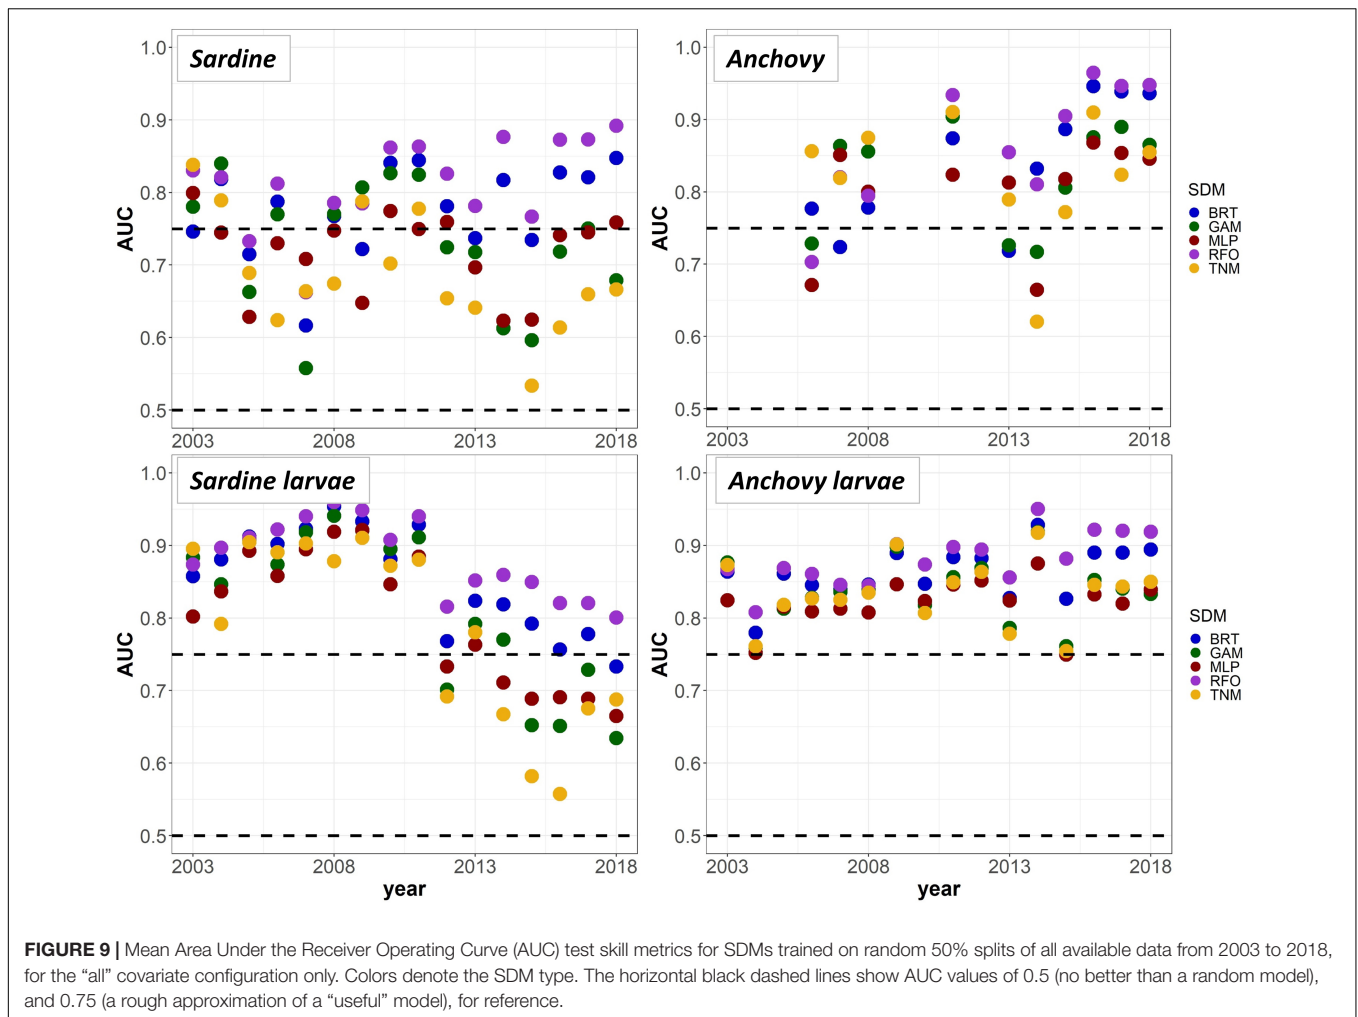 Sardine
1.0
0.9
0.8
0.7
0.6
0.5
AUC
2003 2008 2013 2018
Anchovy
1.0
0.9
0.8
0.7
0.6
0.5
AUC
2003 2008 2013 2018
SDM
BRT
GAM
MLP
RFO
TNM
Sardine larvae
1.0
0.9
0.8
0.7
0.6
0.5
AUC
2003 2008 2013 2018
year
Anchovy larvae
1.0
0.9
0.8
0.7
0.6
0.5
AUC
2003 2008 2013 2018
year
SDM
BRT
GAM
MLP
RFO
TNM
FIGURE 9 | Mean Area Under the Receiver Operating Curve (AUC) test skill metrics for SDMs trained on random 50% splits of all available data from 2003 to 2018,
for the “all” covariate configuration only. Colors denote the SDM type. The horizontal black dashed lines show AUC values of 0.5 (no better than a random model),
and 0.75 (a rough approximation of a “useful” model), for reference.